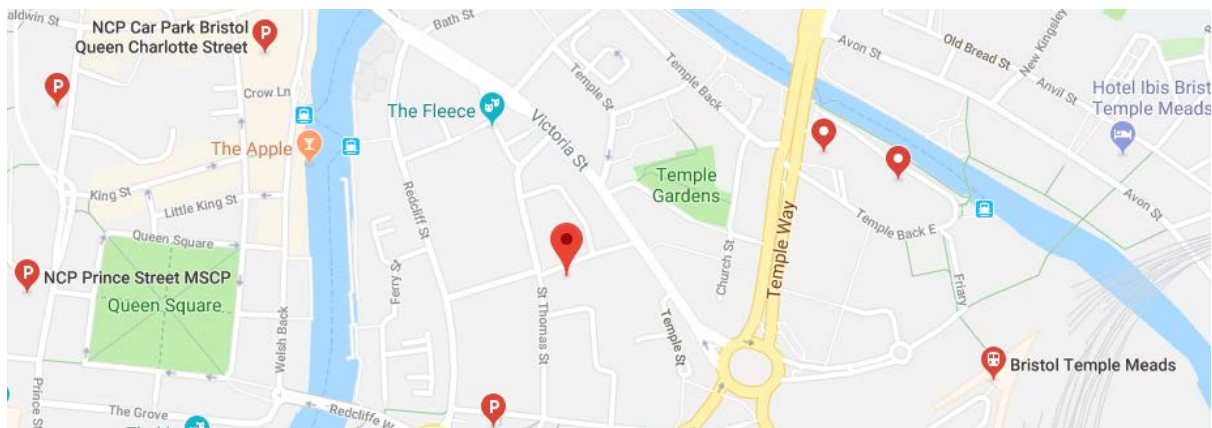 aldwin St
NCP Car Park Bristol
Queen Charlotte Street
P
Bath St
Avon St
New Kingsley
Old Bread St
Anvil St
P
Crow Ln
The Fleece
Temple St
Temple Back
Victoria St
Hotel Ibis Brist
Temple Meads
The Apple
King St
Little King St
Redcliff St
Temple
Gardens
Avon St
Queen Square
Temple Way
Temple Back E
P
NCP Prince Street MSCP
Queen Square
Welsh Back
Ferry St
St Thomas St
Church St
Friary
Temple St
Bristol Temple Meads
Prince St
The Grove
Redcliffe W
P